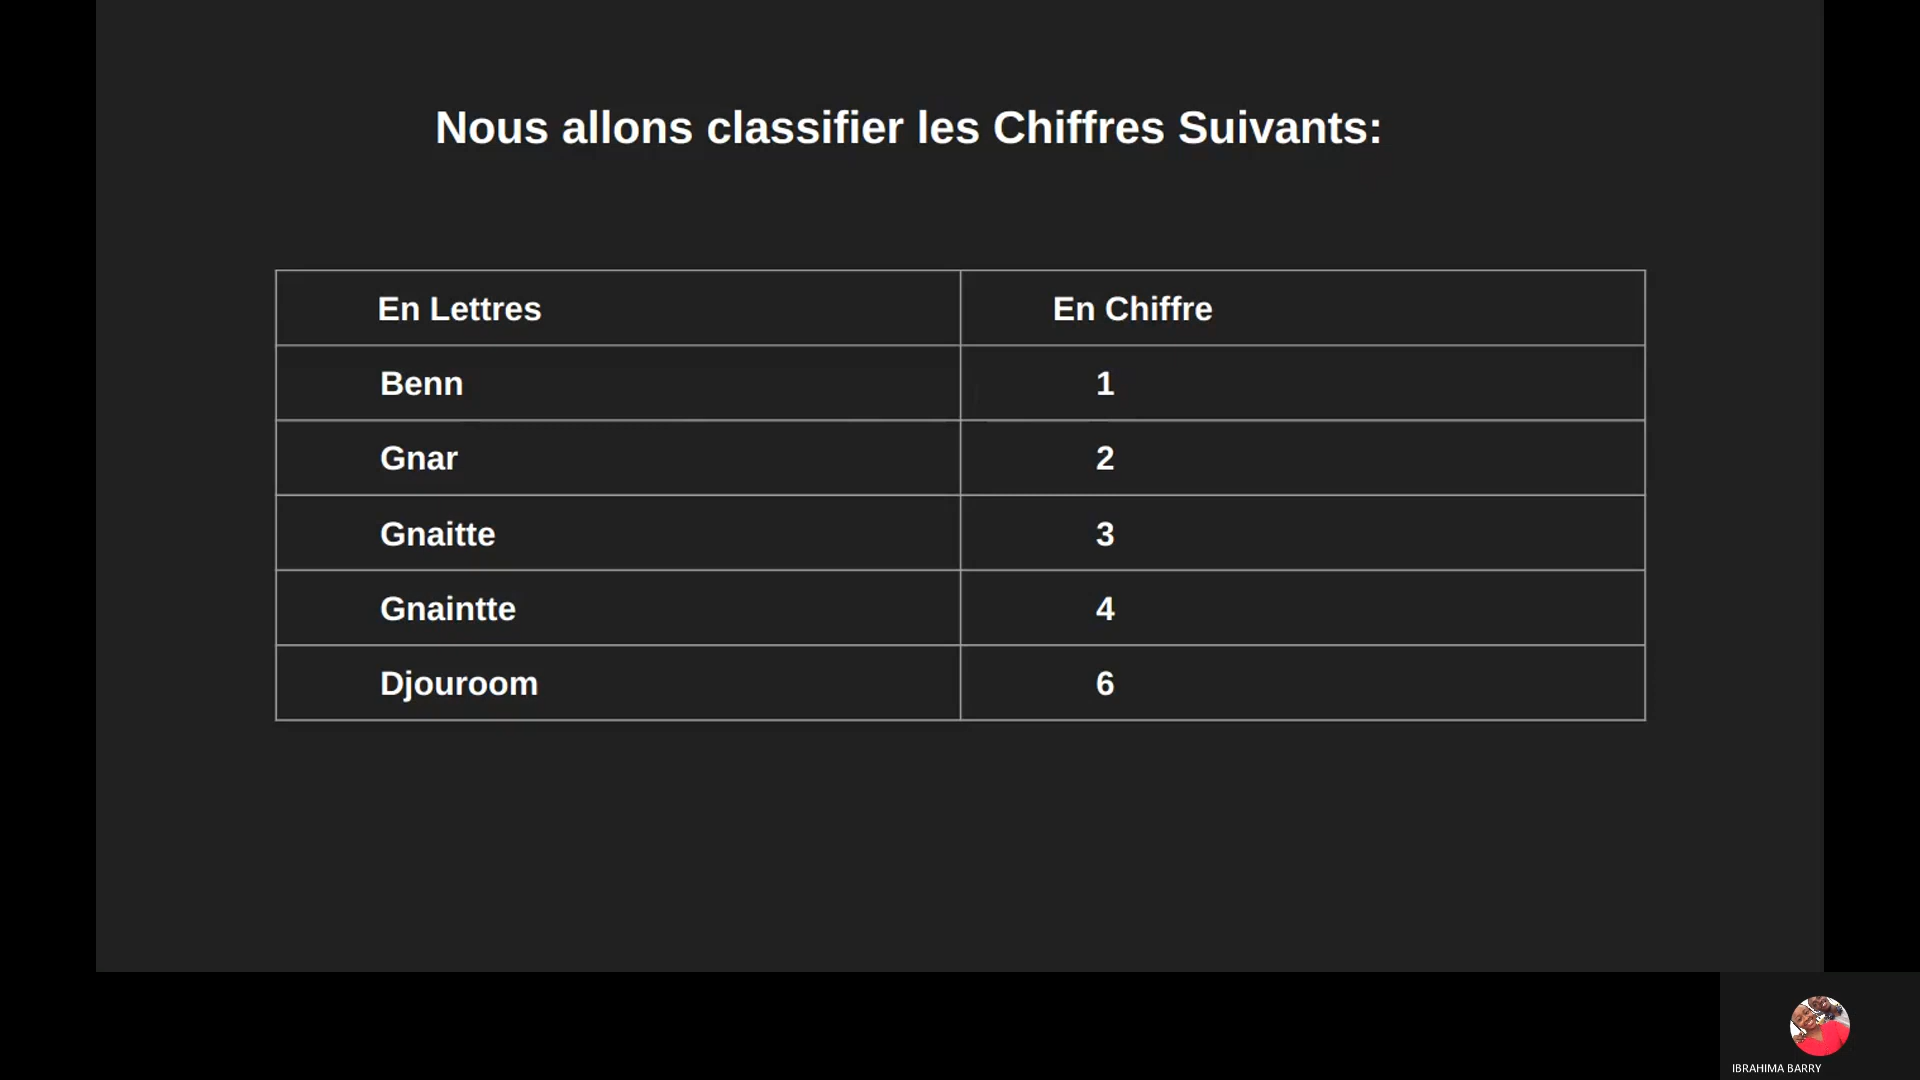 Nous allons classifier les Chiffres Suivants:
En Lettres En Chiffre
Benn 1
Gnar 2
Gnaitte 3
Gnaintte 4
Djouroom 6
IBRAHIMA BARRY